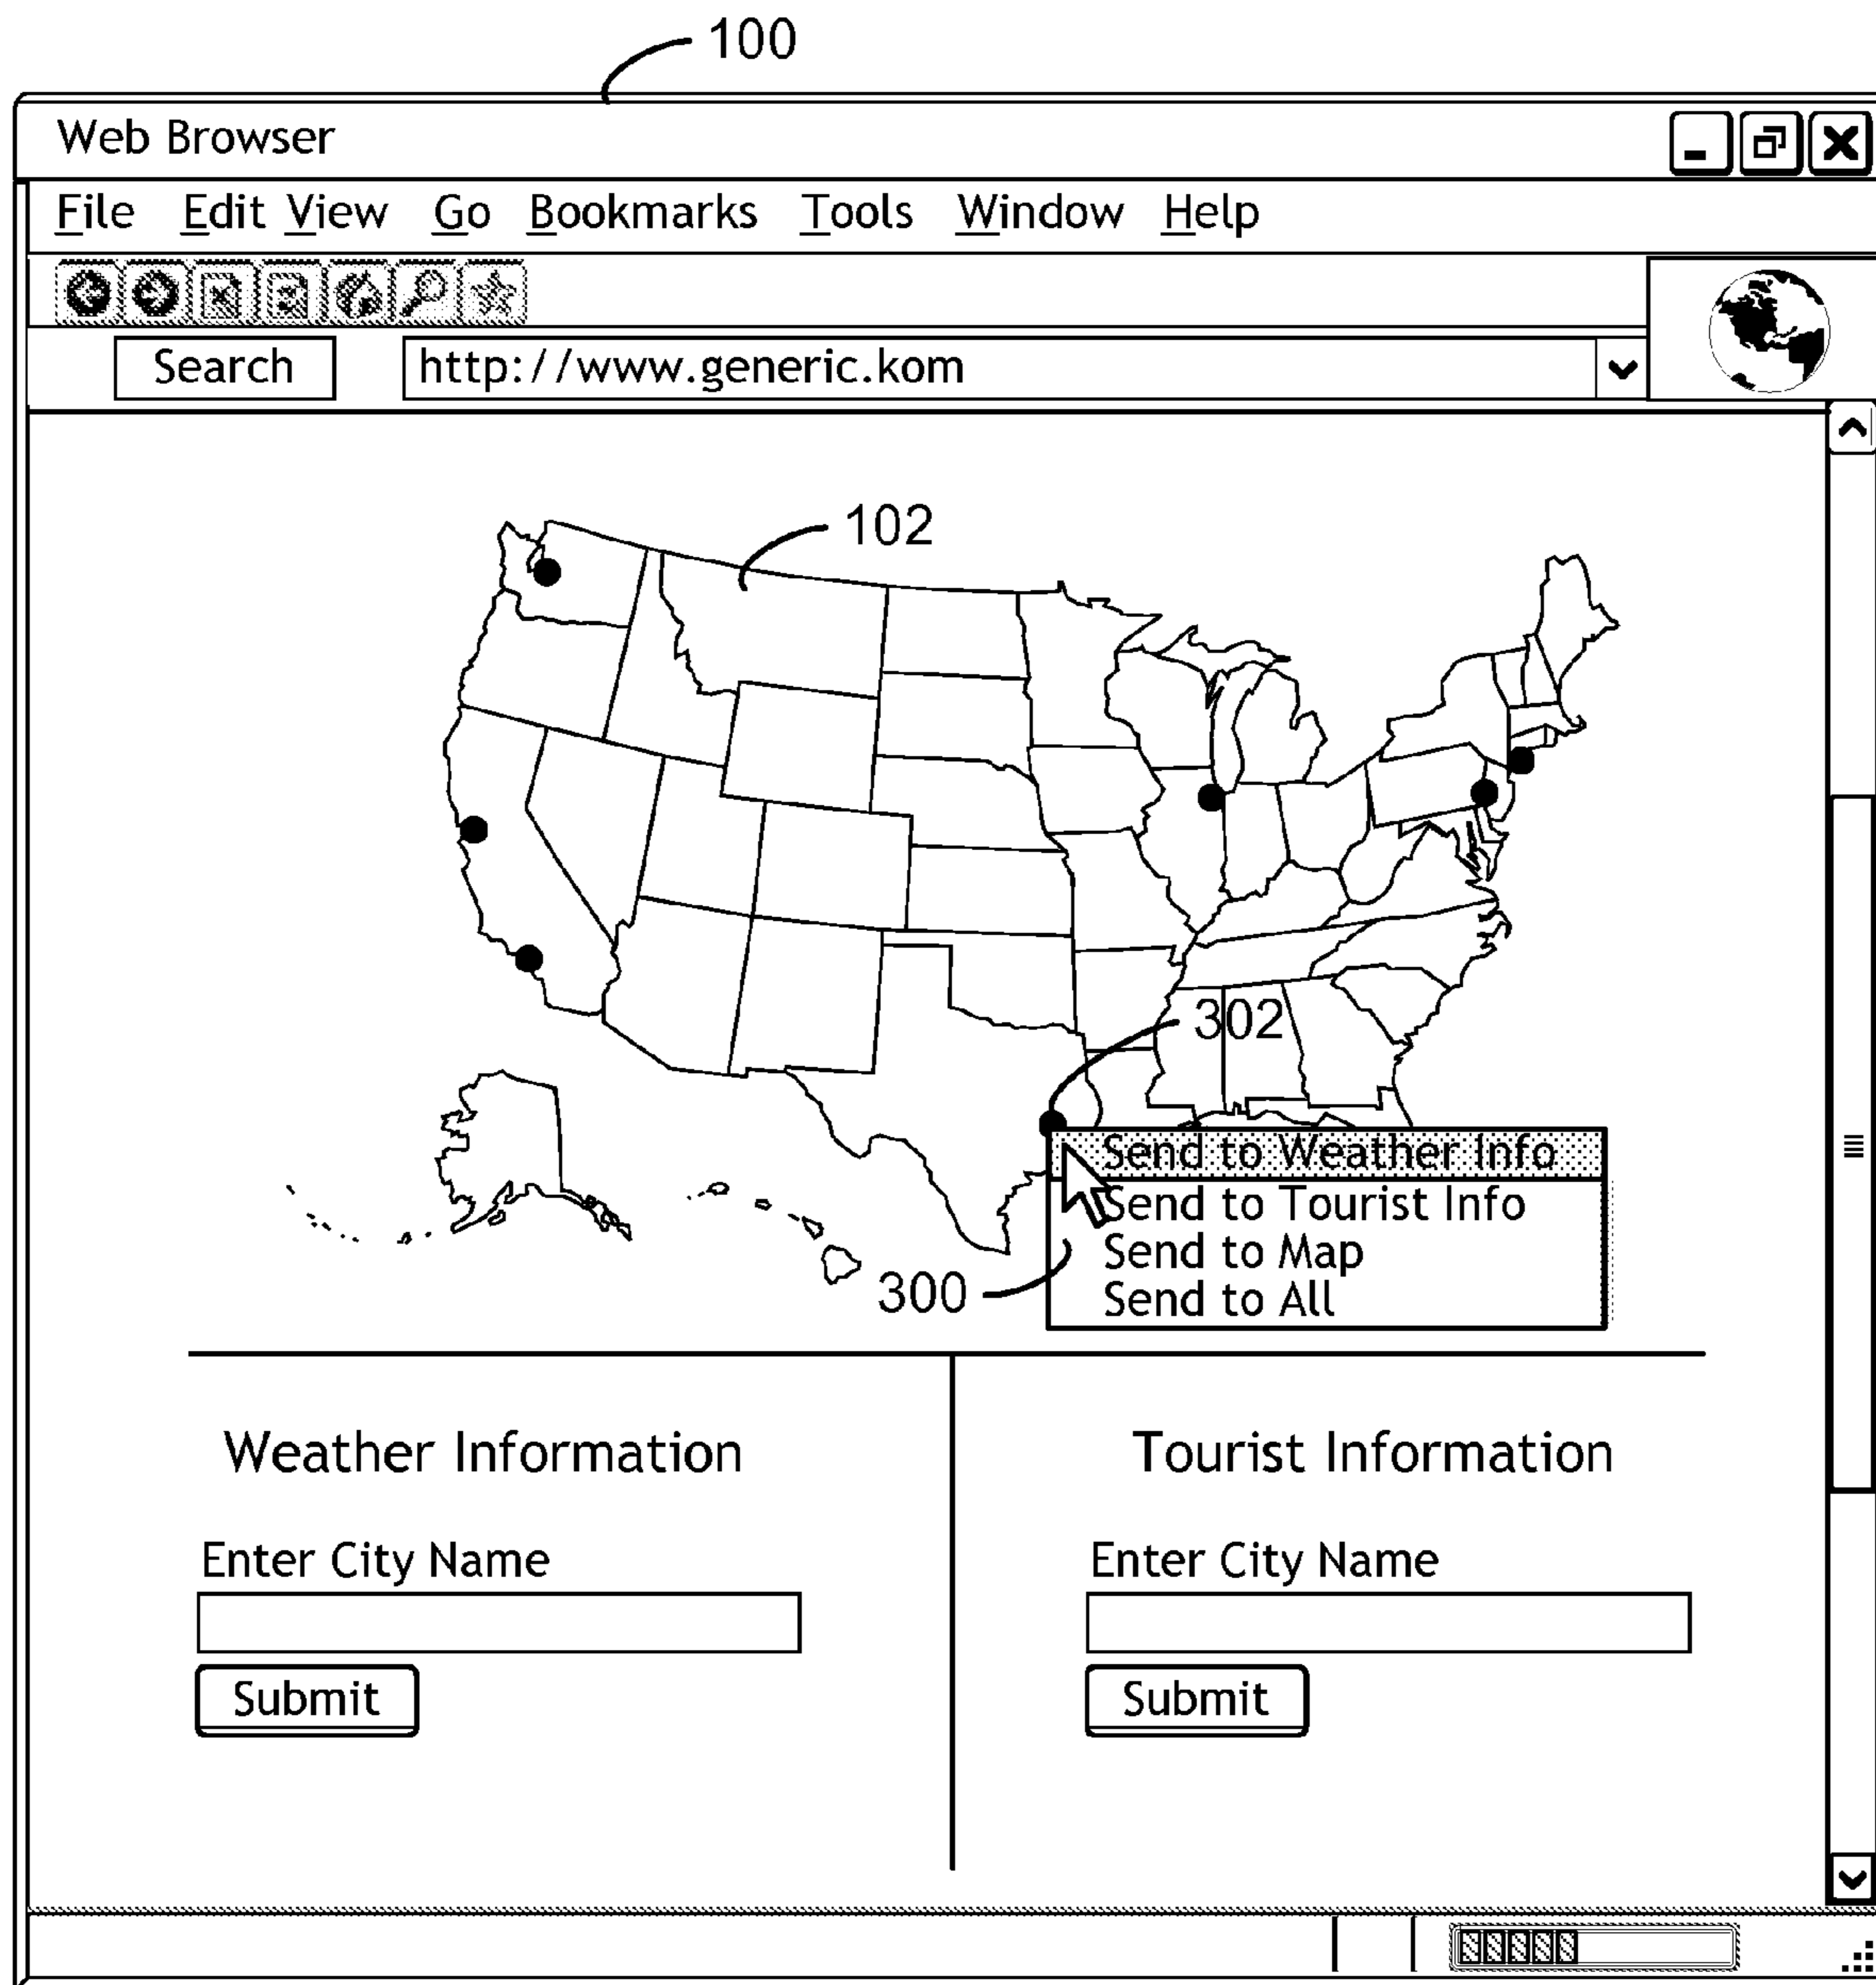 100
Web Browser
File Edit View Go Bookmarks Tools Window Help
Search http://www.generic.kom
102
302
Send to Weather Info
Send to Tourist Info
Send to Map
300
Send to All
Weather Information Tourist Information
Enter City Name Enter City Name
Submit Submit